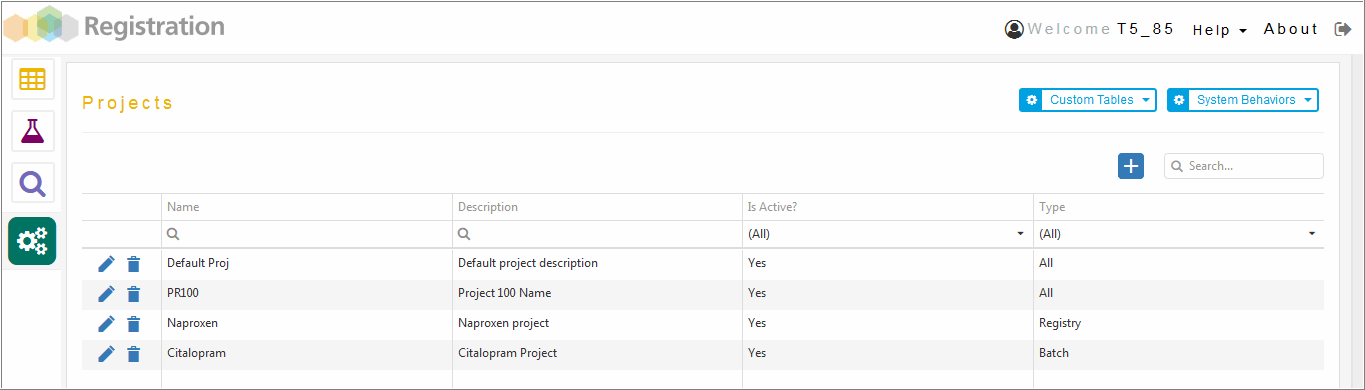 Registration
Welcome T5_85 Help About
Projects
Custom Tables System Behaviors
Search...
Name Description Is Active? Type
(All) (All)
Default Proj Default project description Yes All
PR100 Project 100 Name Yes All
Naproxen Naproxen project Yes Registry
Citalopram Citalopram Project Yes Batch